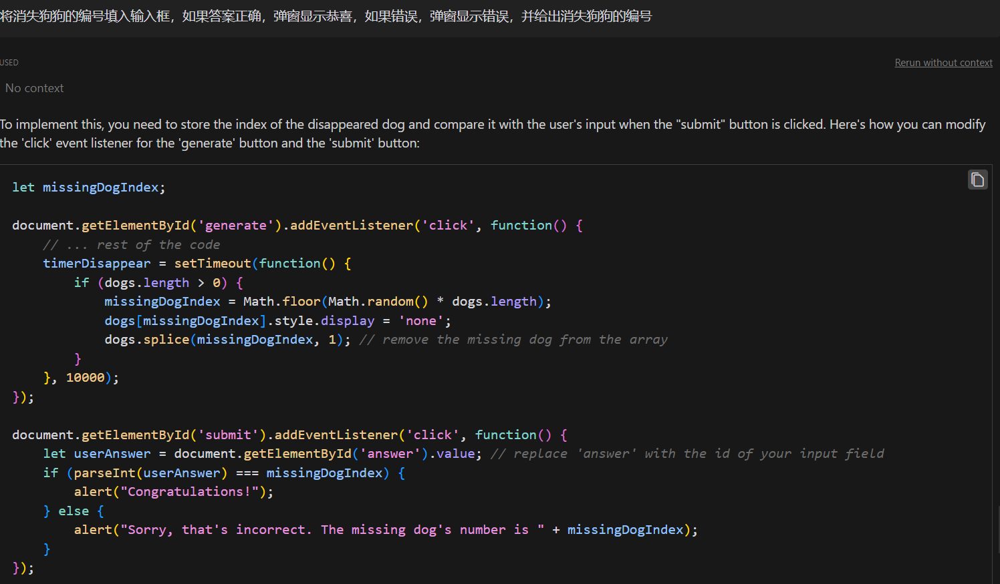 将消失狗狗的编号填入输入框，如果答案正确，弹窗显示恭喜，如果错误，弹窗显示错误，并给出消失狗狗的编号
USED
Rerun without context
No context
To implement this, you need to store the index of the disappeared dog and compare it with the user's input when the "submit" button is clicked. Here's how you can modify
the 'click' event listener for the 'generate' button and the 'submit' button:
let missingDogIndex;
document.getElementById('generate').addEventListener('click', function() {
    // ... rest of the code
    timerDisappear = setTimeout(function() {
        if (dogs.length > 0) {
            missingDogIndex = Math.floor(Math.random() * dogs.length);
            dogs[missingDogIndex].style.display = 'none';
            dogs.splice(missingDogIndex, 1); // remove the missing dog from the array
        }
    }, 10000);
});
document.getElementById('submit').addEventListener('click', function() {
    let userAnswer = document.getElementById('answer').value; // replace 'answer' with the id of your input field
    if (parseInt(userAnswer) === missingDogIndex) {
        alert("Congratulations!");
    } else {
        alert("Sorry, that's incorrect. The missing dog's number is " + missingDogIndex);
    }
});